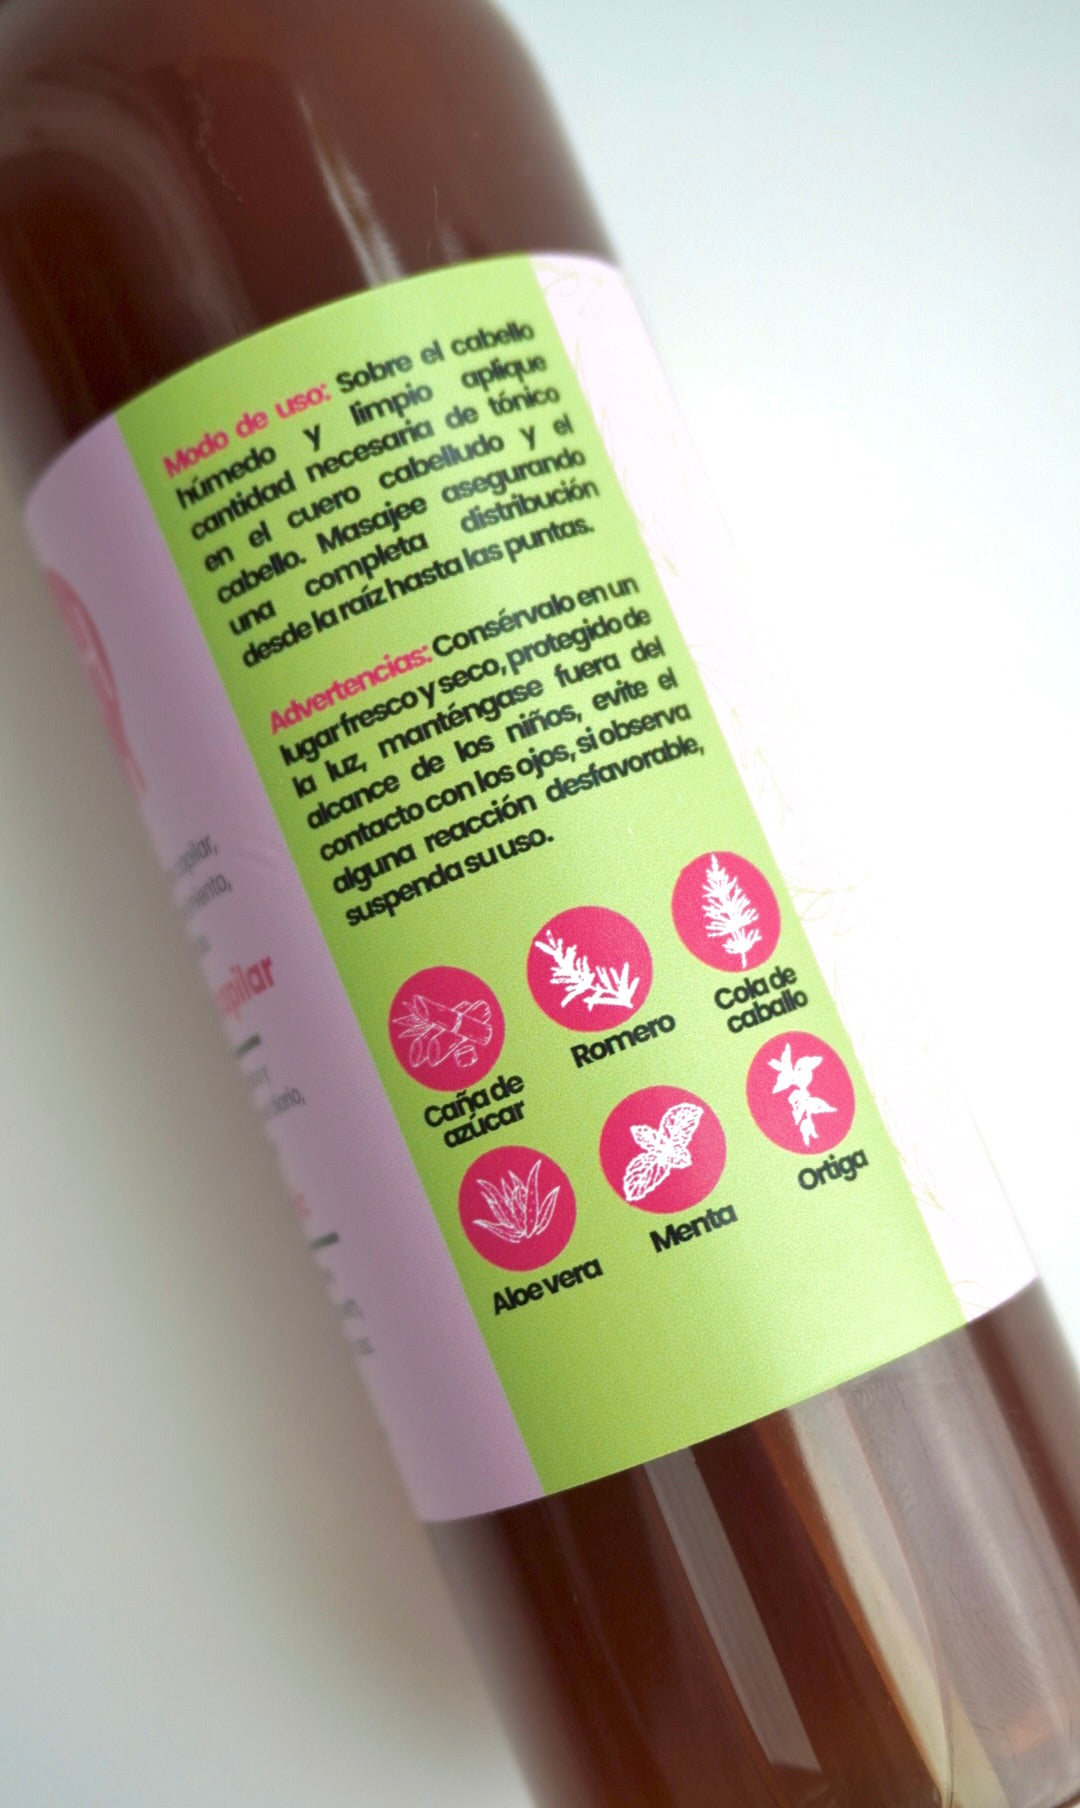 Modo de uso: Sobre el cabello
húmedo y limpio aplique
cantidad necesaria de tónico
en el cuero cabelludo y el
cabello. Masajee asegurando
una completa distribución
desde la raíz hasta las puntas.
Advertencias: Consérvalo en un
lugar fresco y seco, protegido de
la luz, manténgase fuera del
alcance de los niños, evite el
contacto con los ojos, si observa
alguna reacción desfavorable,
suspenda su uso.
Caña de
azúcar
Romero
Cola de
caballo
Aloe vera
Menta
Ortiga